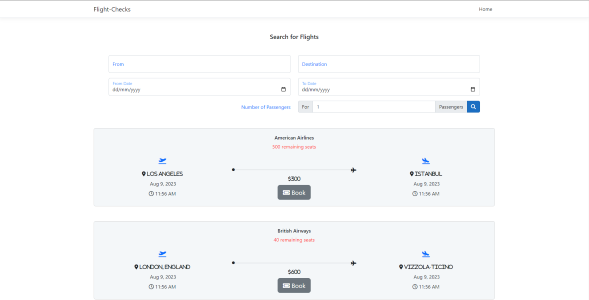 Flight-Checks Home
Search for Flights
From Destination
From Date To Date
dd/mm/yyyy dd/mm/yyyy
Number of Passengers For 1 Passengers
American Airlines
500 remaining seats
LOS ANGELES ISTANBUL
$300
Aug 9, 2023 Aug 9, 2023
Book
11:56 AM 11:56 AM
British Airways
40 remaining seats
LONDON, ENGLAND VIZZOLA-TICINO
$600
Aug 9, 2023 Aug 9, 2023
Book
11:56 AM 11:56 AM